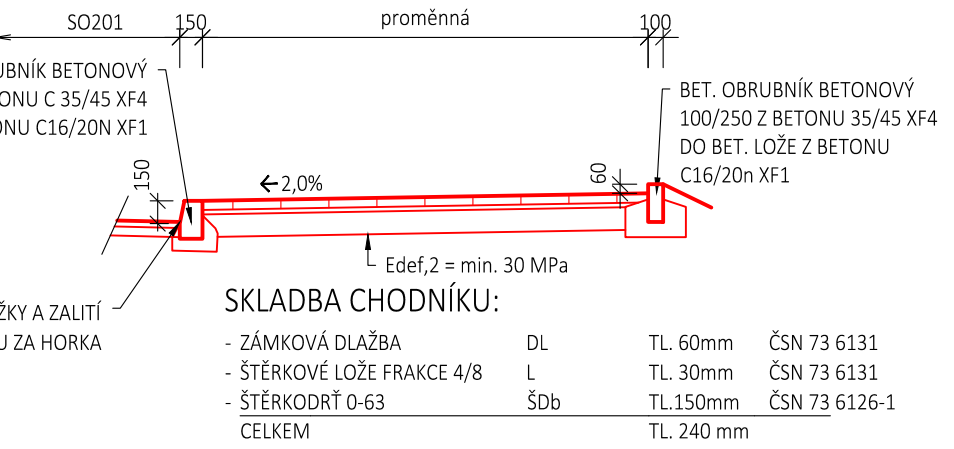 SO201
150
proměnná
100
UBNÍK BETONOVÝ
ONU C 35/45 XF4
ONU C16/20N XF1
BET. OBRUBNÍK BETONOVÝ
100/250 Z BETONU 35/45 XF4
DO BET. LOŽE Z BETONU
C16/20n XF1
150
2,0%
60
Edef,2 = min. 30 MPa
ŽKY A ZALITÍ
U ZA HORKA
SKLADBA CHODNÍKU:
- ZÁMKOVÁ DLAŽBA DL TL. 60mm ČSN 73 6131
- ŠTĚRKOVÉ LOŽE FRAKCE 4/8 L TL. 30mm ČSN 73 6131
- ŠTĚRKODRŤ 0-63 ŠDb TL.150mm ČSN 73 6126-1
CELKEM TL. 240 mm